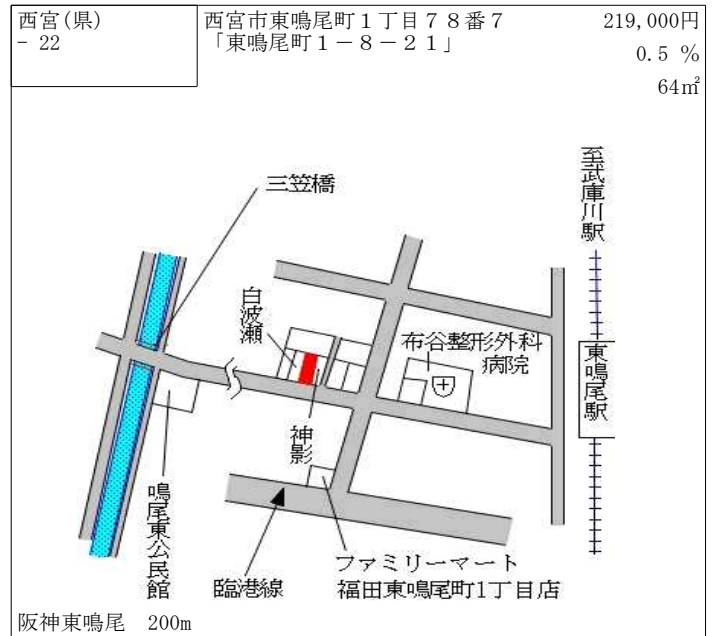 西宮(県)
- 22
西宮市東鳴尾町１丁目７８番７
「東鳴尾町１－８－２１」
219,000円
0.5 %
64㎡
至武庫川駅
三笠橋
白波瀬
布谷整形外科
病院
東鳴尾駅
神影
鳴尾東公民館
臨港線
ファミリーマート
福田東鳴尾町1丁目店
阪神東鳴尾 200m